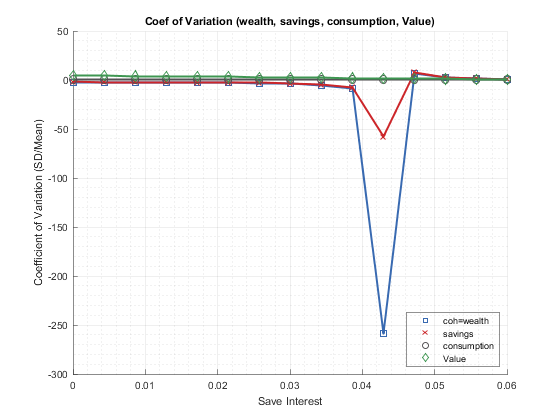 Coef of Variation (wealth, savings, consumption, Value)
50
0
-50
-100
-150
-200
-250
-300
Coefficient of Variation (SD/Mean)
0
0.01
0.02
0.03
0.04
0.05
0.06
Save Interest
coh=wealth
savings
consumption
Value